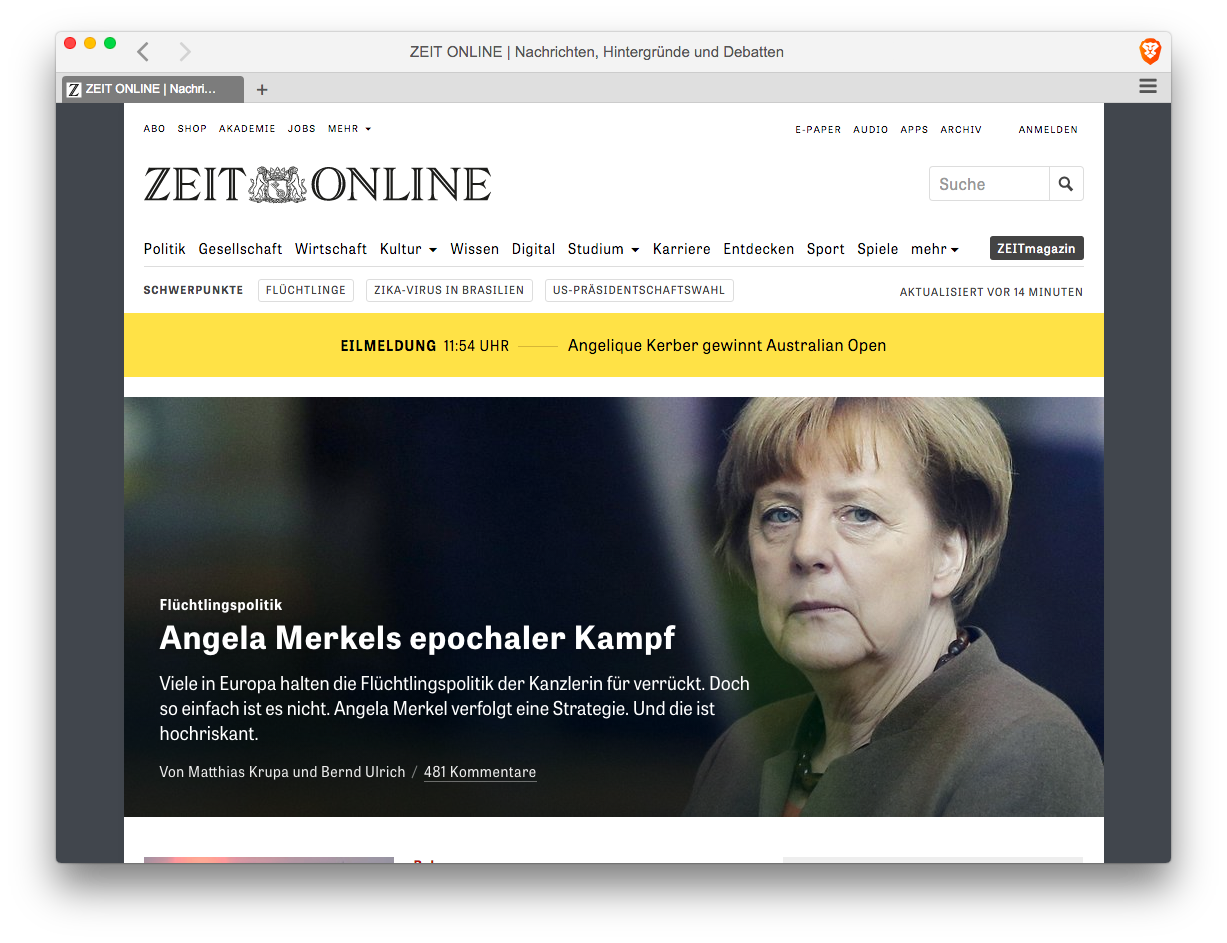 ZEIT ONLINE | Nachrichten, Hintergründe und Debatten
ZEIT ONLINE | Nachri...
ABO SHOP AKADEMIE JOBS MEHR
E-PAPER AUDIO APPS ARCHIV ANMELDEN
ZEIT ONLINE
Suche
Politik Gesellschaft Wirtschaft Kultur Wissen Digital Studium Karriere Entdecken Sport Spiele mehr ZEITmagazin
SCHWERPUNKTE FLÜCHTLINGE ZIKA-VIRUS IN BRASILIEN US-PRÄSIDENTSCHAFTSWAHL AKTUALISIERT VOR 14 MINUTEN
EILMELDUNG 11:54 UHR Angelique Kerber gewinnt Australian Open
Flüchtlingspolitik
Angela Merkels epochaler Kampf
Viele in Europa halten die Flüchtlingspolitik der Kanzlerin für verrückt. Doch
so einfach ist es nicht. Angela Merkel verfolgt eine Strategie. Und die ist
hochriskant.
Von Matthias Krupa und Bernd Ulrich / 481 Kommentare